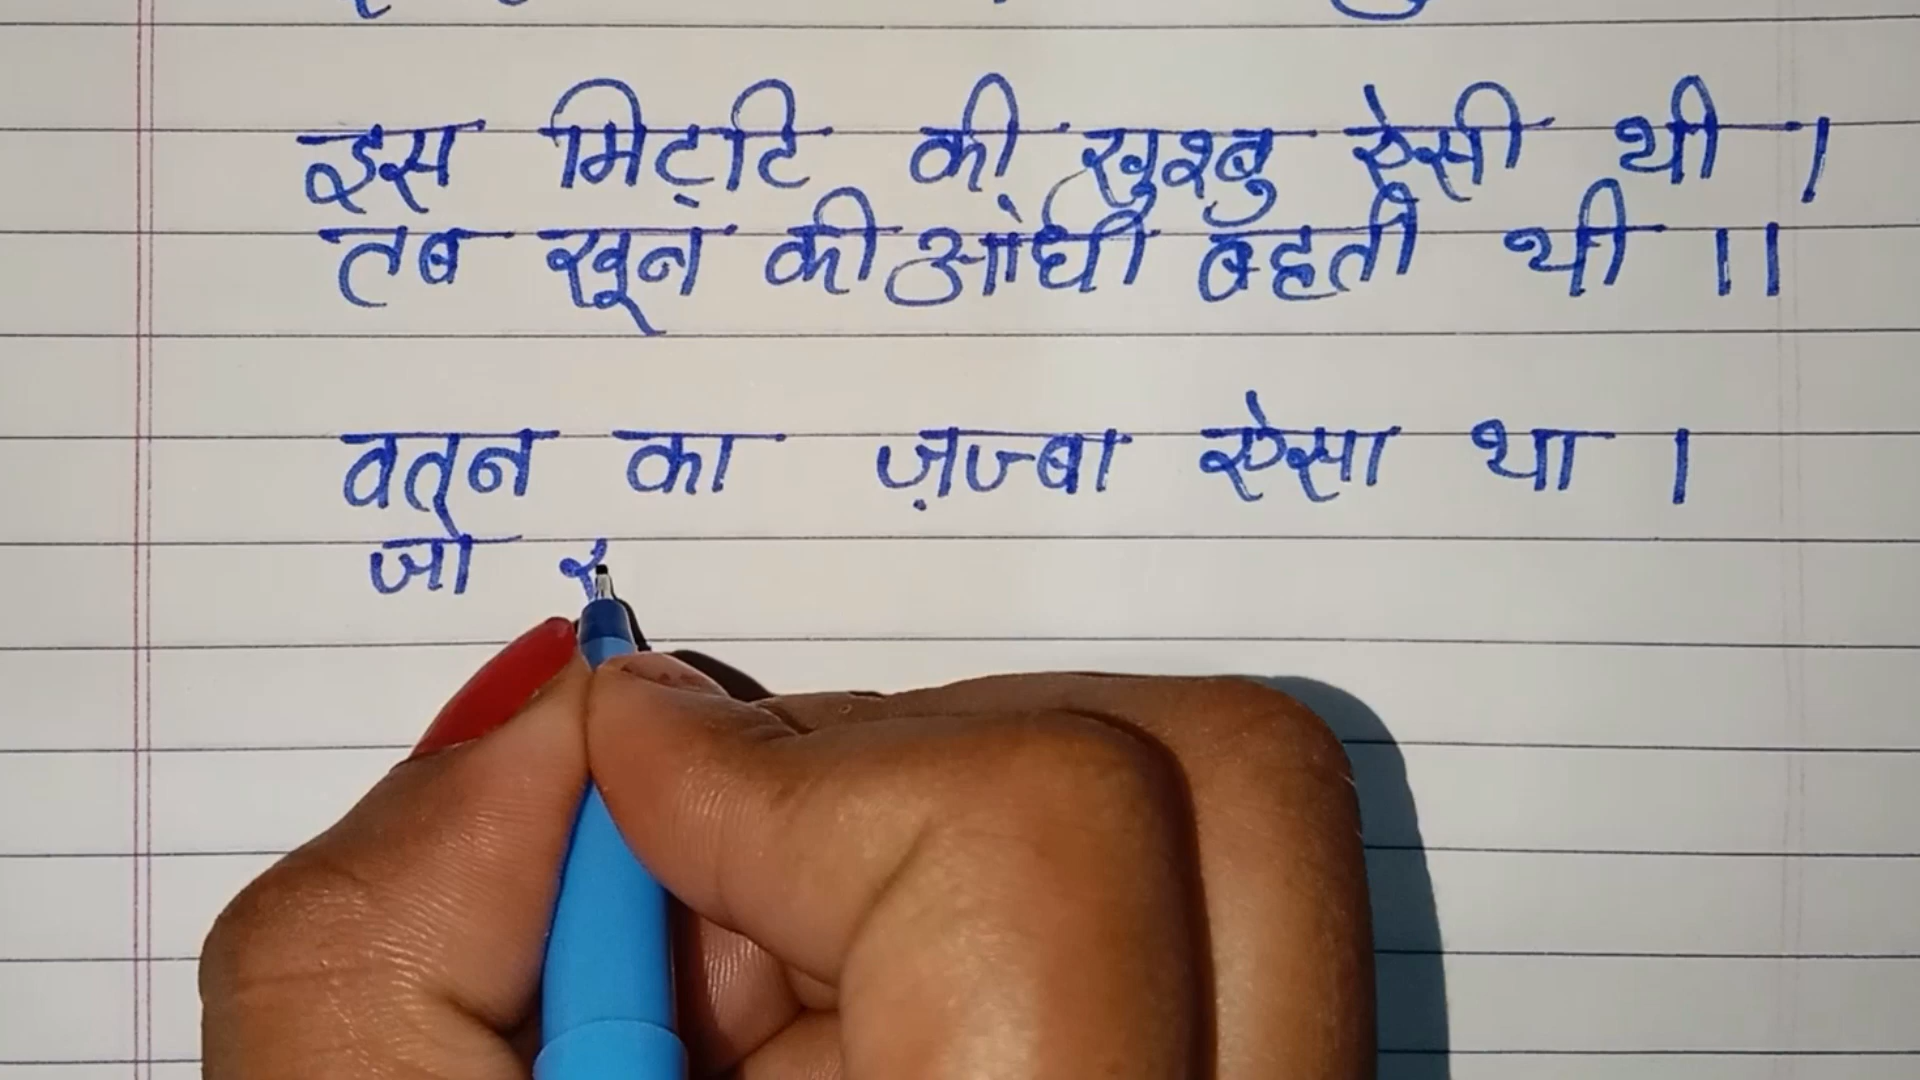 इस मिट्टि की खुश्बु ऐसी थी ।
तब खून की आंधी बहती थी ।।
वतन का ज़ज्बा ऐसा था ।
जो